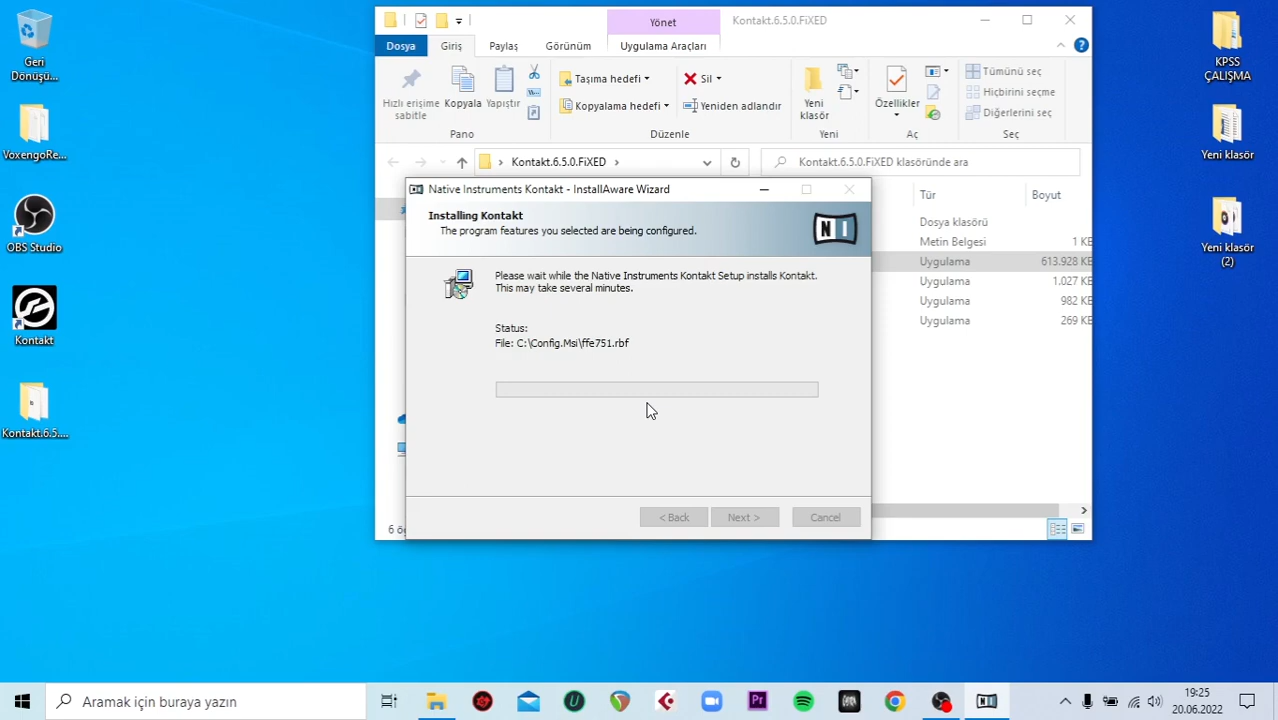 Geri
Dönüşü...
VoxengoRe...
OBS Studio
Kontakt
Kontakt.6.5....
Yönet
Kontakt.6.5.0.FiXED
Dosya
Giriş
Paylaş
Görünüm
Uygulama Araçları
Hızlı erişime
sabitle
Kopyala
Yapıştır
Pano
Taşıma hedefi
Kopyalama hedefi
Sil
Yeniden adlandır
Düzenle
Yeni
klasör
Yeni
Özellikler
Aç
Tümünü seç
Hiçbirini seçme
Diğerlerini seç
Seç
Kontakt.6.5.0.FiXED
Kontakt.6.5.0.FiXED klasöründe ara
Tür
Boyut
Dosya klasörü
Metin Belgesi
1 KB
Uygulama
613.928 KB
Uygulama
1.027 KB
Uygulama
982 KB
Uygulama
269 KB
6 öğ
Native Instruments Kontakt - InstallAware Wizard
Installing Kontakt
The program features you selected are being configured.
NI
Please wait while the Native Instruments Kontakt Setup installs Kontakt.
This may take several minutes.
Status:
File: C:\Config.Msi\ffe751.rbf
< Back
Next >
Cancel
KPSS
ÇALIŞMA
Yeni klasör
Yeni klasör
(2)
Aramak için buraya yazın
Pr
NI
19:25
20.06.2022